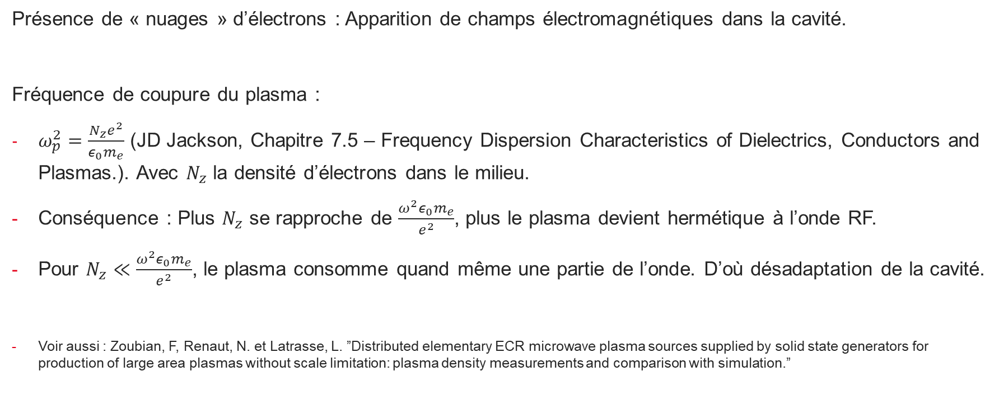 Présence de « nuages » d’électrons : Apparition de champs électromagnétiques dans la cavité.
Fréquence de coupure du plasma :
- $\omega_p^2 = \frac{N_z e^2}{\epsilon_0 m_e}$ (JD Jackson, Chapitre 7.5 – Frequency Dispersion Characteristics of Dielectrics, Conductors and
Plasmas.). Avec $N_z$ la densité d’électrons dans le milieu.
- Conséquence : Plus $N_z$ se rapproche de $\frac{\omega^2 \epsilon_0 m_e}{e^2}$, plus le plasma devient hermétique à l’onde RF.
- Pour $N_z \ll \frac{\omega^2 \epsilon_0 m_e}{e^2}$, le plasma consomme quand même une partie de l’onde. D’où désadaptation de la cavité.
- Voir aussi : Zoubian, F, Renaut, N. et Latrasse, L. ”Distributed elementary ECR microwave plasma sources supplied by solid state generators for
production of large area plasmas without scale limitation: plasma density measurements and comparison with simulation.”